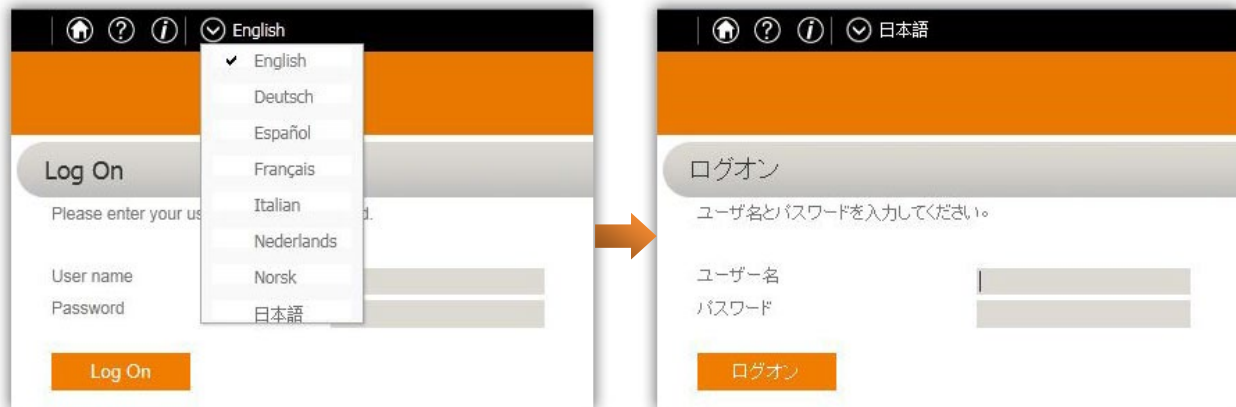 English
English
Deutsch
Español
Français
Italian
Nederlands
Norsk
日本語
Log On
Please enter your us
d.
User name
Password
Log On
日本語
ログオン
ユーザ名とパスワードを入力してください。
ユーザー名
パスワード
ログオン